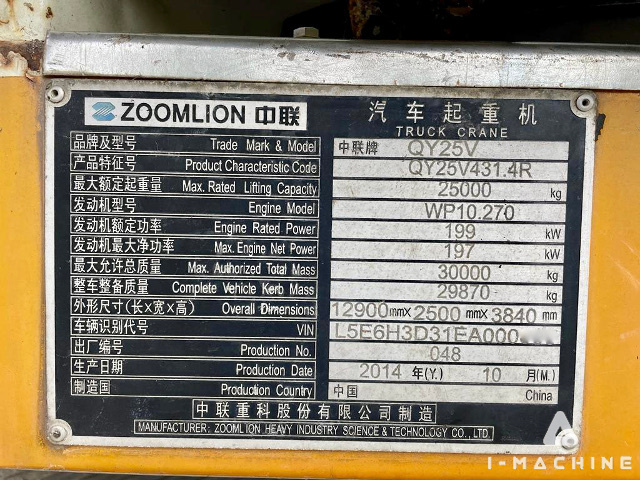 ZOOMLION 中联
汽车起重机
TRUCK CRANE
品牌及型号 Trade Mark & Model 中联牌 QY25V
产品特征号 Product Characteristic Code QY25V431.4R
最大额定起重量 Max. Rated Lifting Capacity 25000 kg
发动机型号 Engine Model WP10.270
发动机额定功率 Engine Rated Power 199 kW
发动机最大净功率 Max. Engine Net Power 197 kW
最大允许总质量 Max. Authorized Total Mass 30000 kg
整车整备质量 Complete Vehicle Kerb Mass 29870 kg
外形尺寸(长X宽X高) Overall Dimensions 12900 mm X 2500 mm X 3840 mm
车辆识别代号 VIN L5E6H3D31EA000
出厂编号 Production No. 048
生产日期 Production Date 2014 年(Y.) 10 月(M.)
制造国 Production Country 中国 China
中联重科股份有限公司制造
MANUFACTURER: ZOOMLION HEAVY INDUSTRY SCIENCE & TECHNOLOGY CO., LTD.
I-MACHINE